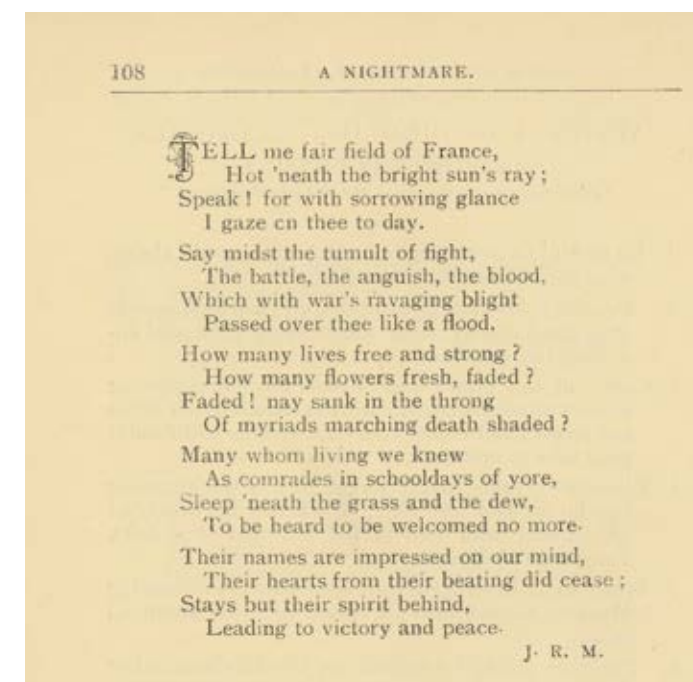 108
A NIGHTMARE.
TELL me fair field of France,
Hot 'neath the bright sun's ray;
Speak! for with sorrowing glance
I gaze cn thee to day.
Say midst the tumult of fight,
The battle, the anguish, the blood,
Which with war's ravaging blight
Passed over thee like a flood.
How many lives free and strong?
How many flowers fresh, faded?
Faded! nay sank in the throng
Of myriads marching death shaded?
Many whom living we knew
As comrades in schooldays of yore,
Sleep 'neath the grass and the dew,
To be heard to be welcomed no more.
Their names are impressed on our mind,
Their hearts from their beating did cease;
Stays but their spirit behind,
Leading to victory and peace.
J. R. M.